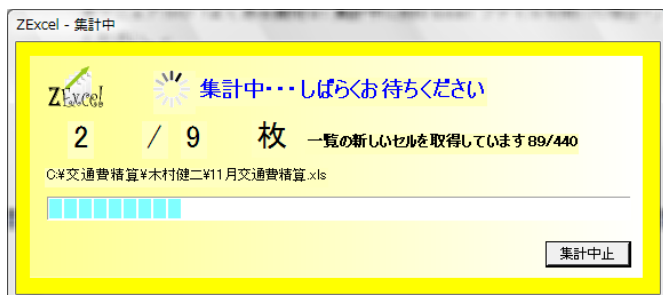 ZExcel - 集計中
ZExcel
集計中・・・しばらくお待ちください
2 / 9 枚 一覧の新しいセルを取得しています 89/440
C:¥交通費精算¥木村健二¥11月交通費精算.xls
集計中止